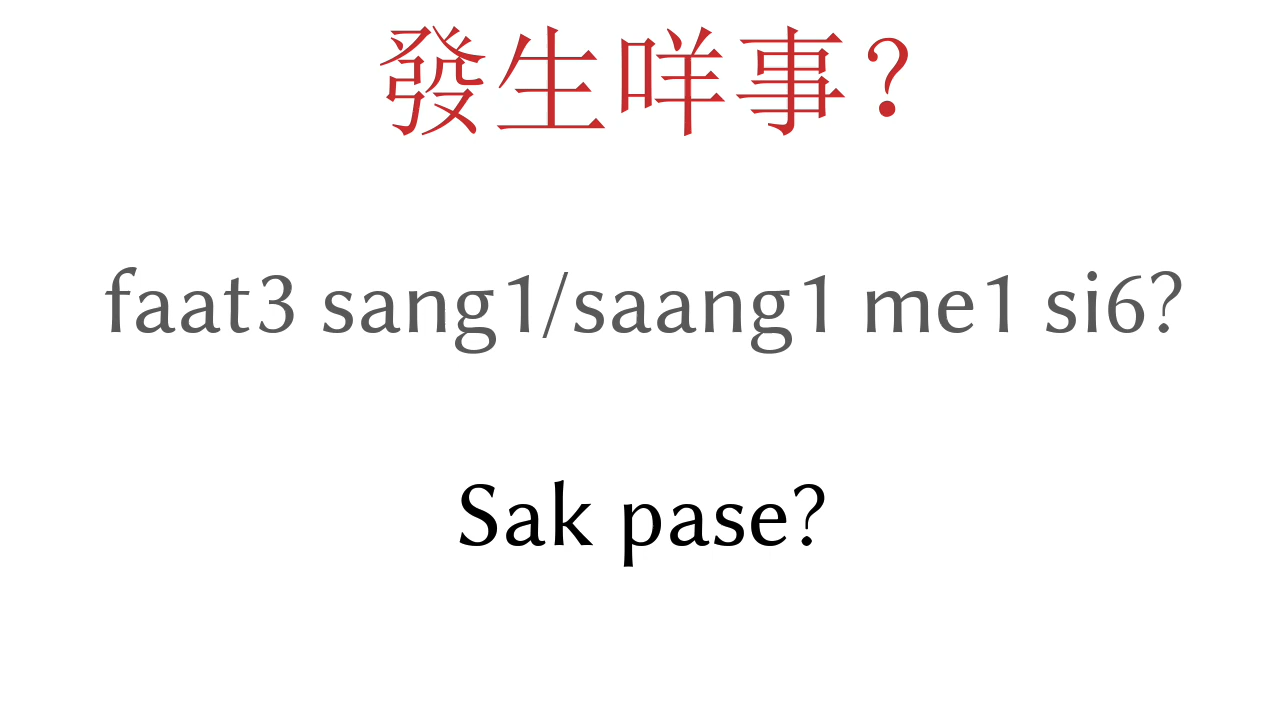 發生咩事？
faat3 sang1/saang1 me1 si6?
Sak pase?